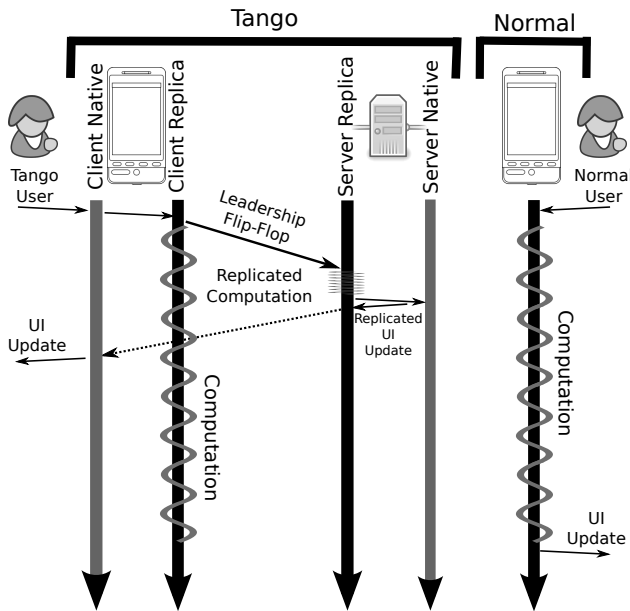 Tango
Normal
Client Native
Client Replica
Server Replica
Server Native
Tango
User
Norma
User
Leadership
Flip-Flop
Replicated
Computation
Replicated
UI
Update
UI
Update
Computation
Computation
UI
Update